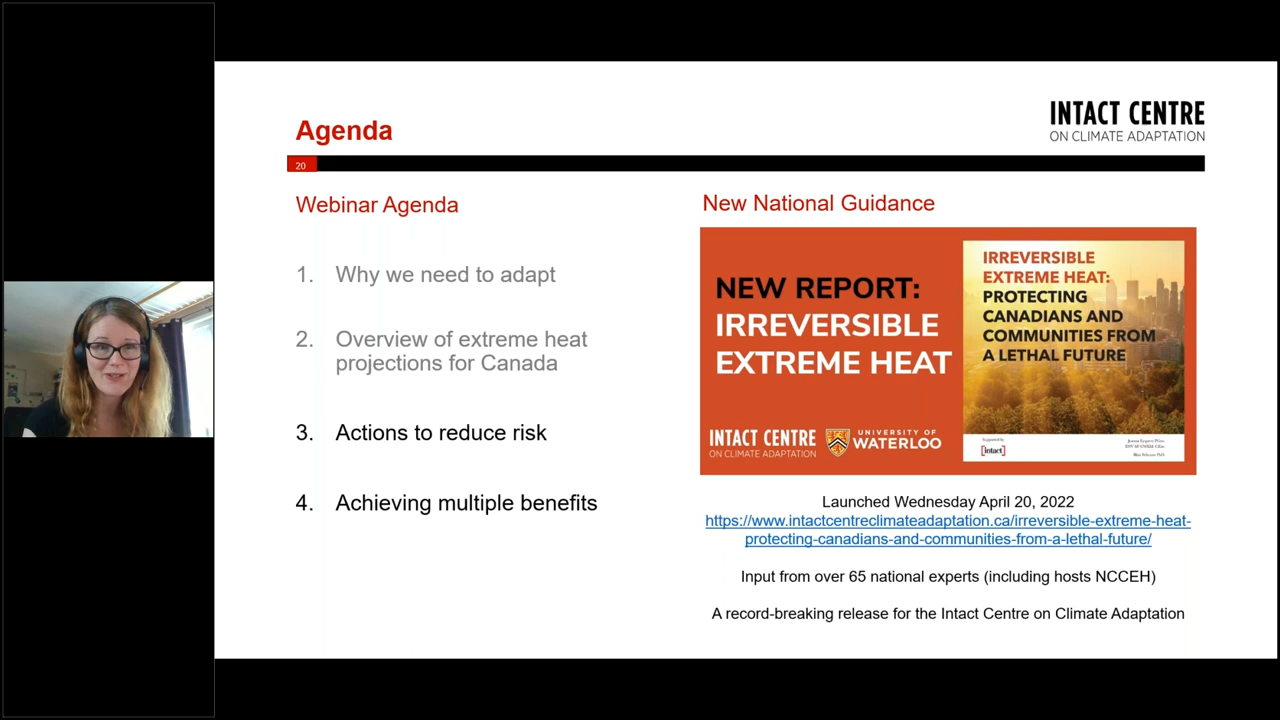 Agenda
INTACT CENTRE
ON CLIMATE ADAPTATION
20
Webinar Agenda
1. Why we need to adapt
2. Overview of extreme heat
projections for Canada
3. Actions to reduce risk
4. Achieving multiple benefits
New National Guidance
NEW REPORT:
IRREVERSIBLE
EXTREME HEAT
INTACT CENTRE
ON CLIMATE ADAPTATION
UNIVERSITY OF
WATERLOO
IRREVERSIBLE
EXTREME HEAT:
PROTECTING
CANADIANS AND
COMMUNITIES FROM
A LETHAL FUTURE
Supported by
[intact]
Launched Wednesday April 20, 2022
https://www.intactcentreclimateadaptation.ca/irreversible-extreme-heat-
protecting-canadians-and-communities-from-a-lethal-future/
Input from over 65 national experts (including hosts NCCEH)
A record-breaking release for the Intact Centre on Climate Adaptation